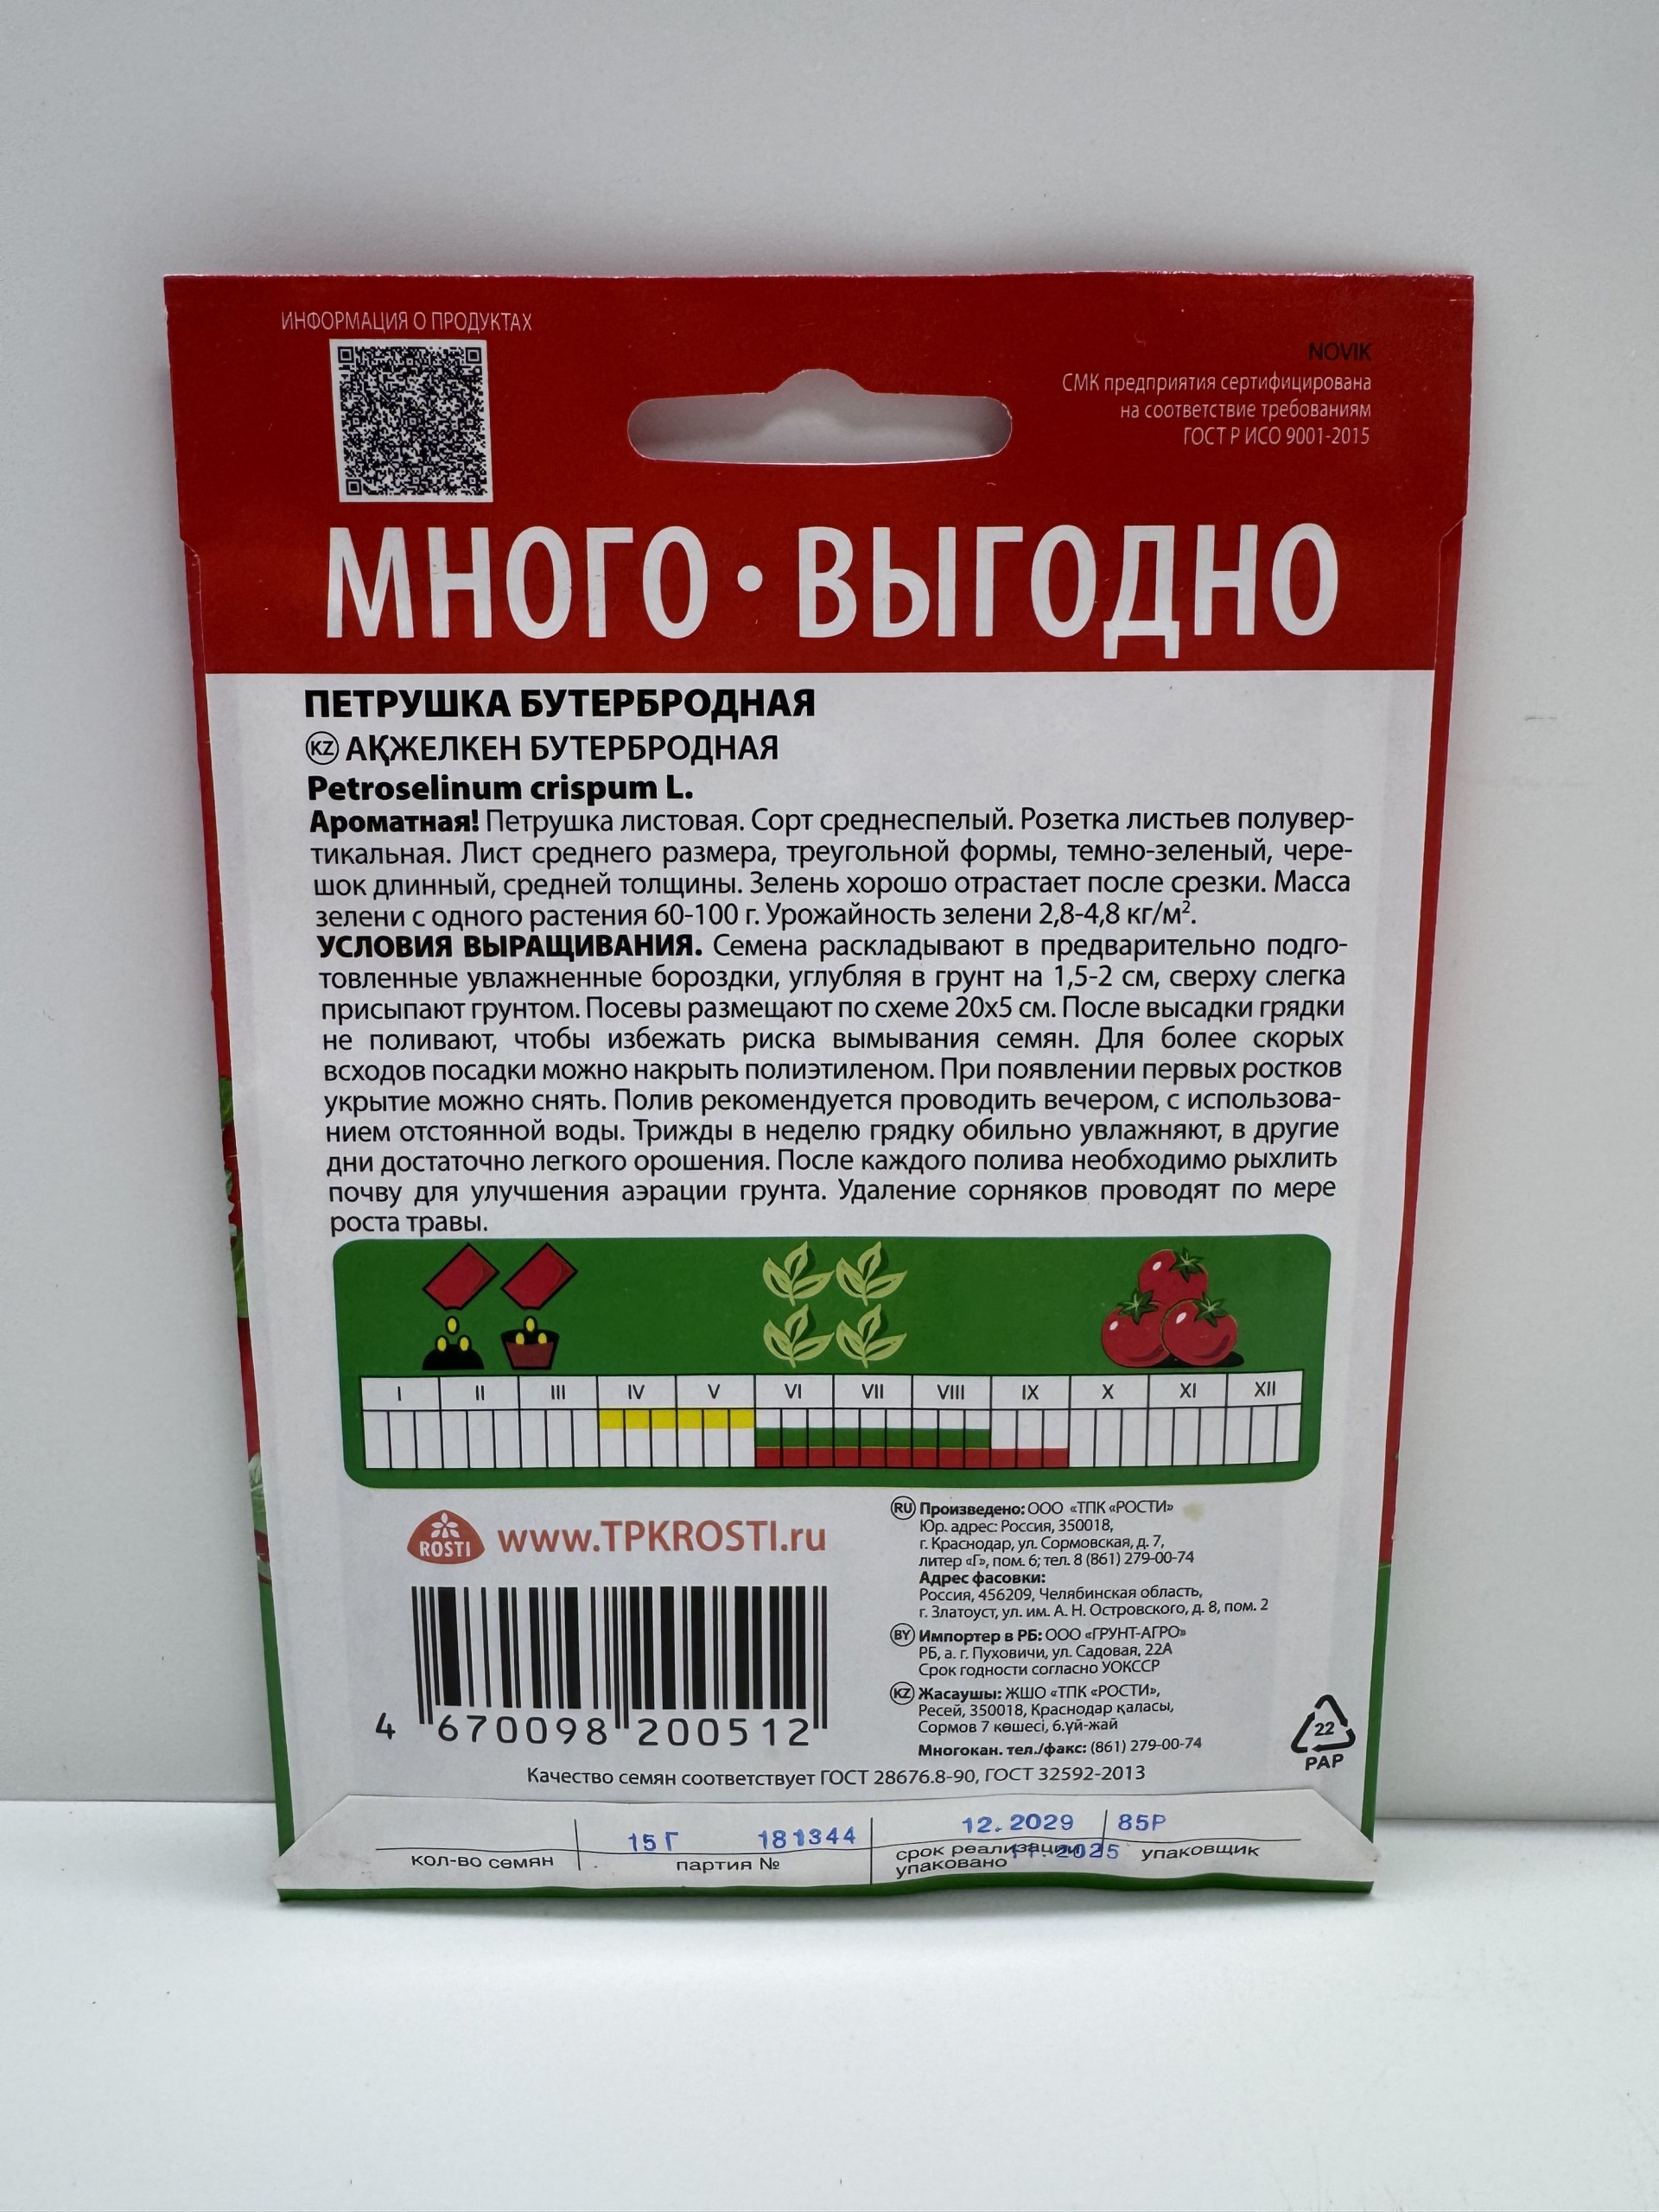 ИНФОРМАЦИЯ О ПРОДУКТАХ
NOVIK
СМК предприятия сертифицирована
на соответствие требованиям
ГОСТ Р ИСО 9001-2015
МНОГО • ВЫГОДНО
ПЕТРУШКА БУТЕРБРОДНАЯ
KZ АҚЖЕЛКЕН БУТЕРБРОДНАЯ
Petroselinum crispum L.
Ароматная! Петрушка листовая. Сорт среднеспелый. Розетка листьев полувер-
тикальная. Лист среднего размера, треугольной формы, темно-зеленый, чере-
шок длинный, средней толщины. Зелень хорошо отрастает после срезки. Масса
зелени с одного растения 60-100 г. Урожайность зелени 2,8-4,8 кг/м².
УСЛОВИЯ ВЫРАЩИВАНИЯ. Семена раскладывают в предварительно подго-
товленные увлажненные бороздки, углубляя в грунт на 1,5-2 см, сверху слегка
присыпают грунтом. Посевы размещают по схеме 20х5 см. После высадки грядки
не поливают, чтобы избежать риска вымывания семян. Для более скорых
всходов посадки можно накрыть полиэтиленом. При появлении первых ростков
укрытие можно снять. Полив рекомендуется проводить вечером, с использова-
нием отстоянной воды. Трижды в неделю грядку обильно увлажняют, в другие
дни достаточно легкого орошения. После каждого полива необходимо рыхлить
почву для улучшения аэрации грунта. Удаление сорняков проводят по мере
роста травы.
I II III IV V VI VII VIII IX X XI XII
ROSTI www.TPKROSTI.ru
4 670098 200512
RU Произведено: ООО «ТПК «РОСТИ»
Юр. адрес: Россия, 350018,
г. Краснодар, ул. Сормовская, д. 7,
литер «Г», пом. 6; тел. 8 (861) 279-00-74
Адрес фасовки:
Россия, 456209, Челябинская область,
г. Златоуст, ул. им. А. Н. Островского, д. 8, пом. 2
BY Импортер в РБ: ООО «ГРУНТ-АГРО»
РБ, а. г. Пуховичи, ул. Садовая, 22А
Срок годности согласно УОКССР
KZ Жасаушы: ЖШО «ТПК «РОСТИ»,
Ресей, 350018, Краснодар қаласы,
Сормов 7 көшесі, 6.үй-жай
Многокан. тел./факс: (861) 279-00-74
22
PAP
Качество семян соответствует ГОСТ 28676.8-90, ГОСТ 32592-2013
15Г 181344 12.2029 85Р
кол-во семян партия № срок реализации 11.2025 упаковщик
упаковано